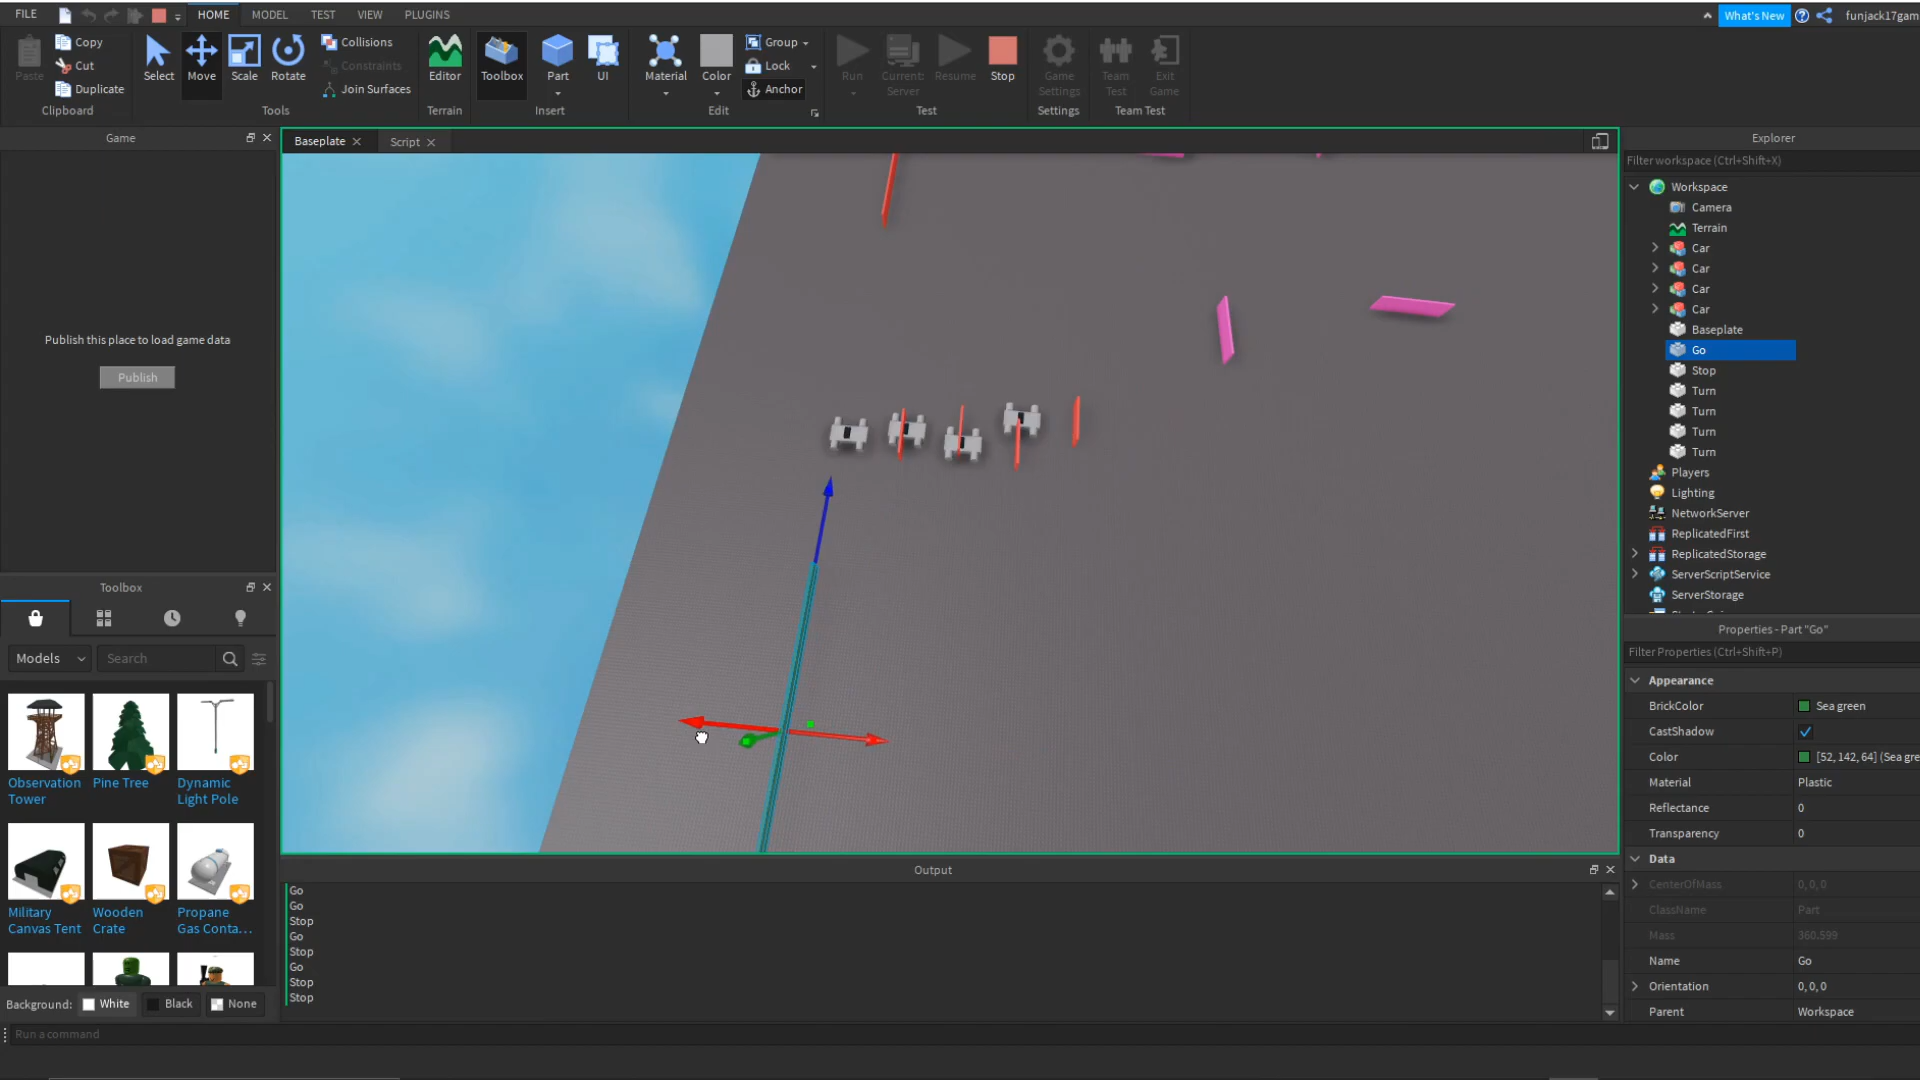 FILE
HOME
MODEL
TEST
VIEW
PLUGINS
What's New
funjack17gam
Paste
Copy
Cut
Duplicate
Clipboard
Select
Move
Scale
Rotate
Collisions
Constraints
Join Surfaces
Tools
Editor
Terrain
Toolbox
Part
UI
Insert
Material
Color
Group
Lock
Anchor
Edit
Run
Current:
Server
Resume
Stop
Test
Game
Settings
Settings
Team
Test
Exit
Game
Team Test
Game
Publish this place to load game data
Publish
Toolbox
Models
Search
Observation
Tower
Pine Tree
Dynamic
Light Pole
Military
Canvas Tent
Wooden
Crate
Propane
Gas Conta...
Background:
White
Black
None
Run a command
Baseplate
Script
Output
Go
Go
Stop
Go
Stop
Go
Stop
Stop
Explorer
Filter workspace (Ctrl+Shift+X)
Workspace
Camera
Terrain
Car
Car
Car
Car
Baseplate
Go
Stop
Turn
Turn
Turn
Turn
Players
Lighting
NetworkServer
ReplicatedFirst
ReplicatedStorage
ServerScriptService
ServerStorage
Properties - Part "Go"
Filter Properties (Ctrl+Shift+P)
Appearance
BrickColor Sea green
CastShadow
Color [52, 142, 64] (Sea gre
Material Plastic
Reflectance 0
Transparency 0
Data
CenterOfMass 0, 0, 0
ClassName Part
Mass 360.599
Name Go
Orientation 0, 0, 0
Parent Workspace